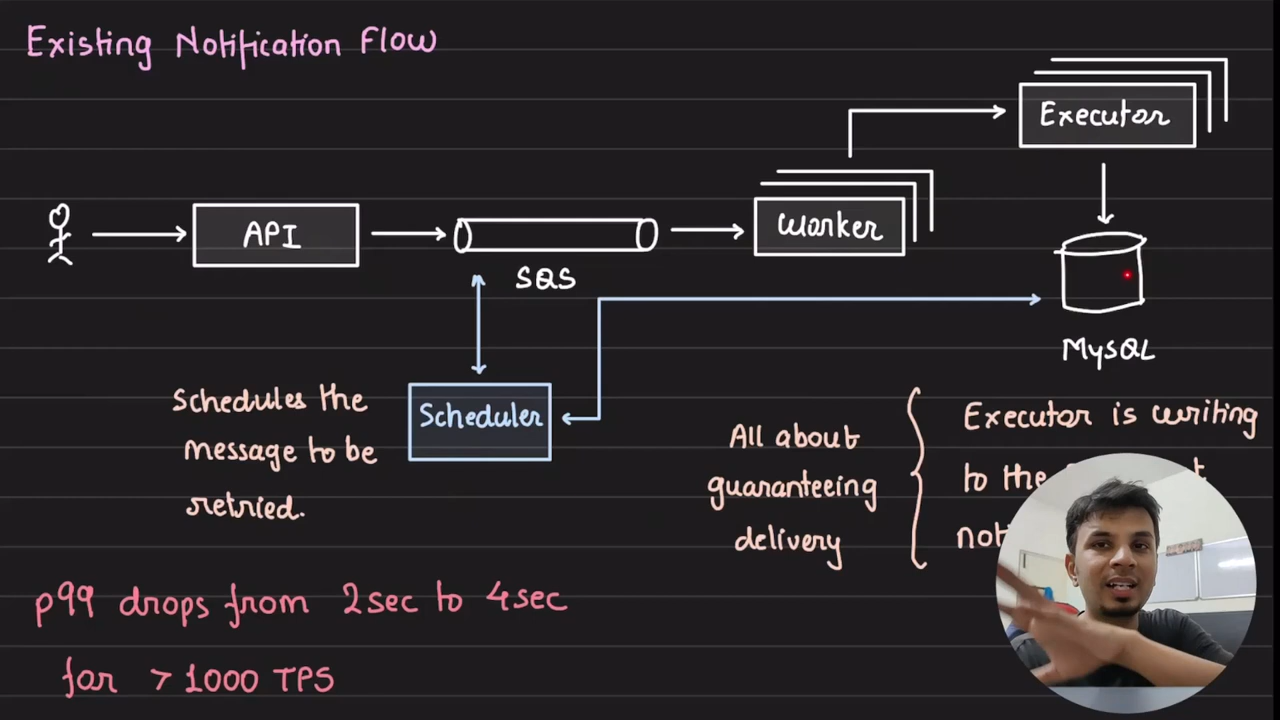 Existing Notification Flow
Executor
API
Worker
SQS
MySQL
Scheduler
Schedules the
message to be
retried.
All about
guaranteeing
delivery
Executor is writing
to the
p99 drops from 2sec to 4sec
for > 1000 TPS